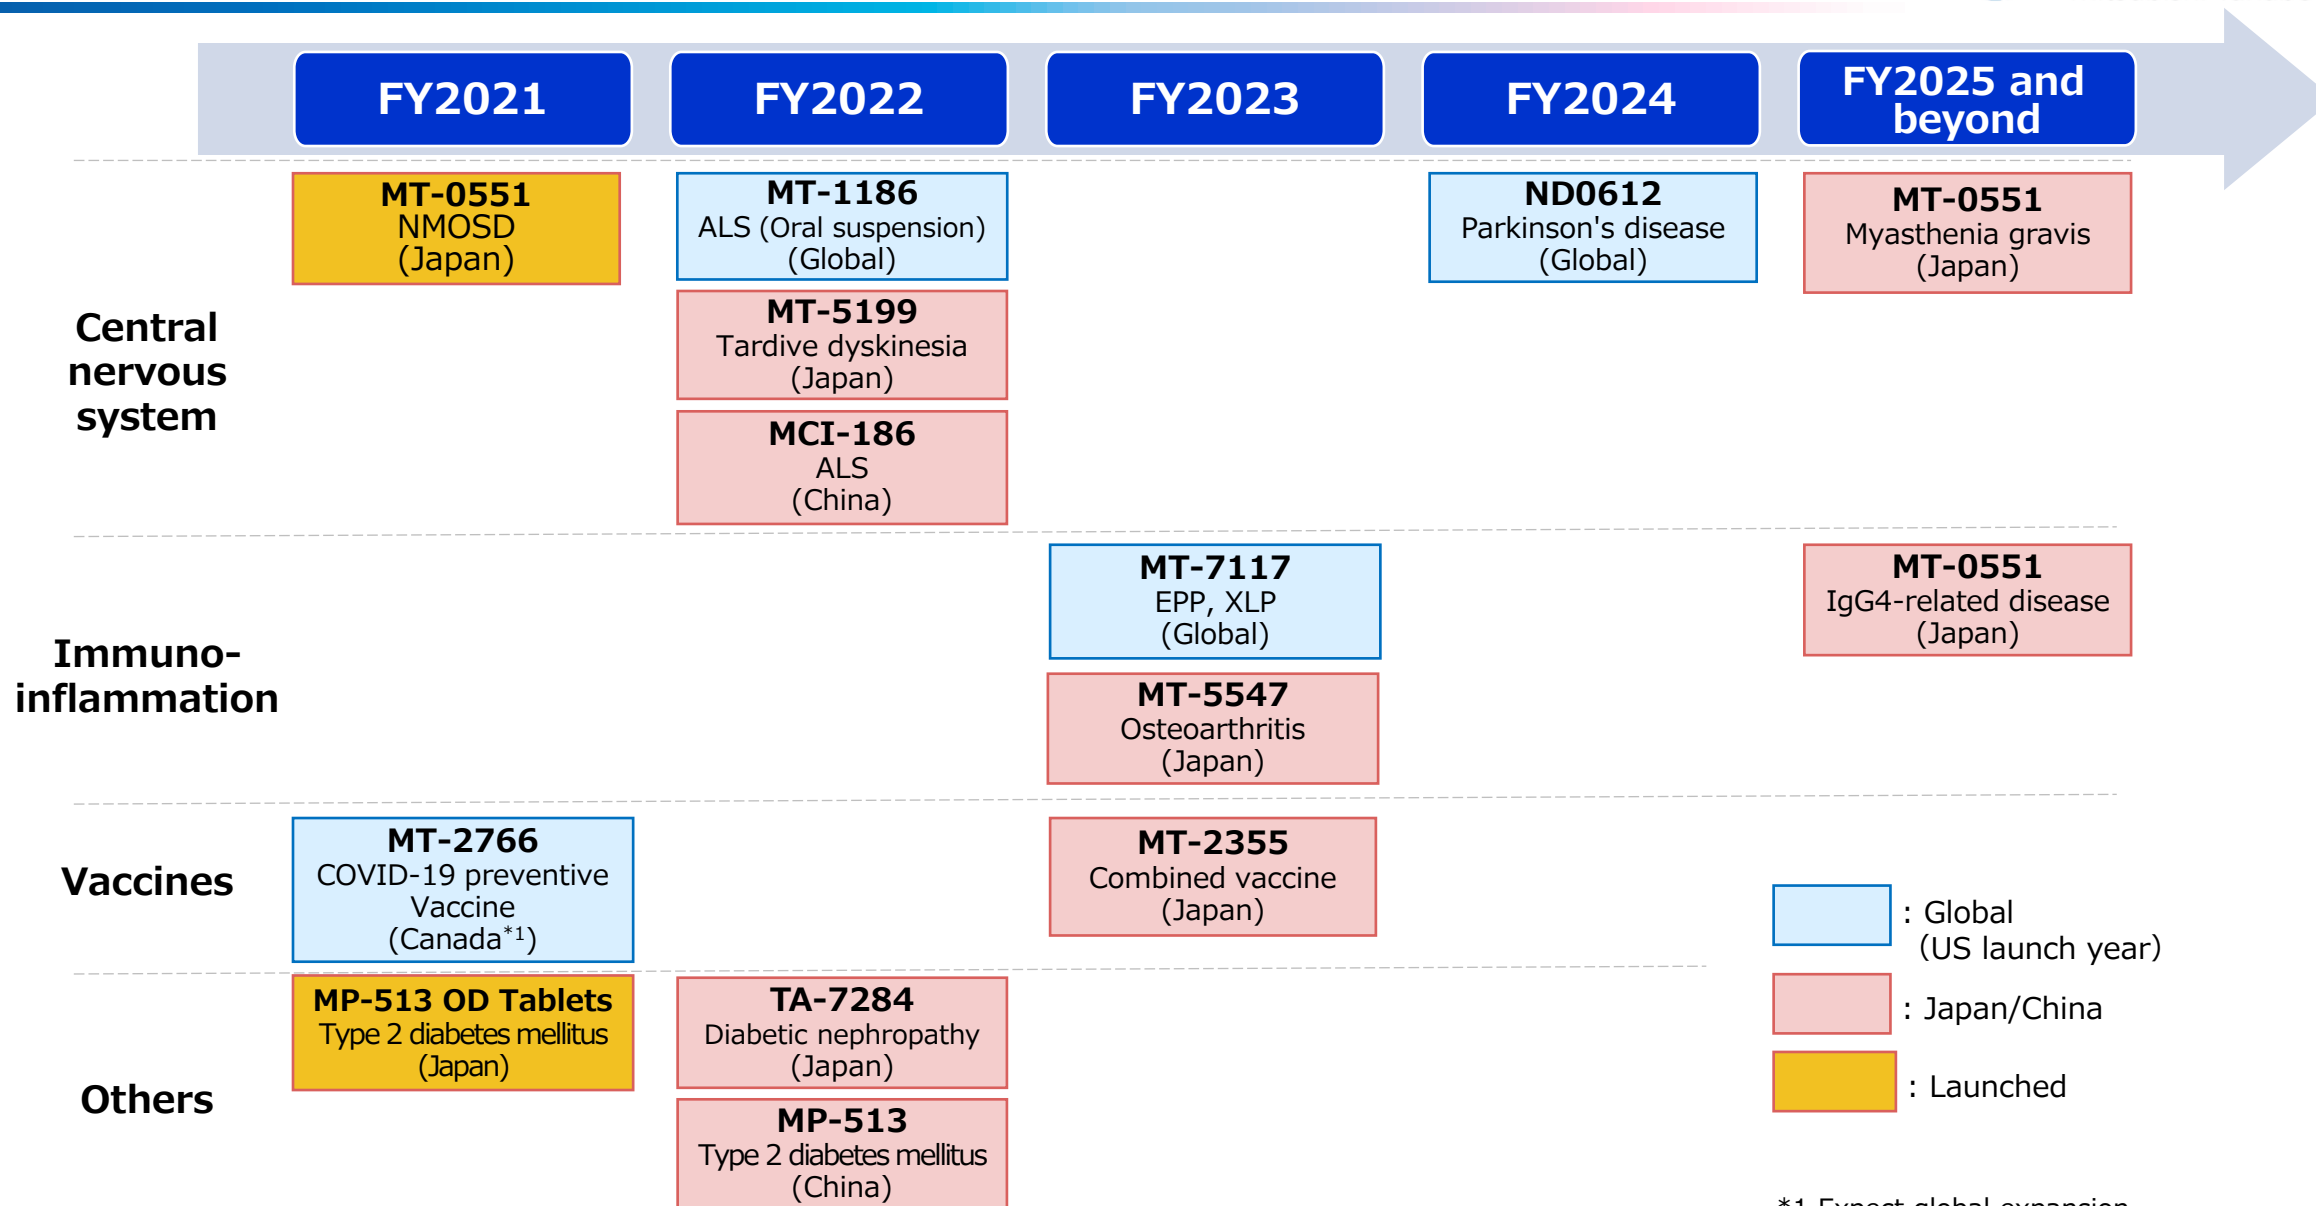 FY2021
FY2022
FY2023
FY2024
FY2025 and
beyond
Central
nervous
system
MT-0551
NMOSD
(Japan)
MT-1186
ALS (Oral suspension)
(Global)
MT-5199
Tardive dyskinesia
(Japan)
MCI-186
ALS
(China)
ND0612
Parkinson's disease
(Global)
MT-0551
Myasthenia gravis
(Japan)
Immuno-
inflammation
MT-7117
EPP, XLP
(Global)
MT-5547
Osteoarthritis
(Japan)
MT-0551
IgG4-related disease
(Japan)
Vaccines
MT-2766
COVID-19 preventive
Vaccine
(Canada*1)
MT-2355
Combined vaccine
(Japan)
Others
MP-513 OD Tablets
Type 2 diabetes mellitus
(Japan)
TA-7284
Diabetic nephropathy
(Japan)
MP-513
Type 2 diabetes mellitus
(China)
: Global
(US launch year)
: Japan/China
: Launched
*1 Expect global expansion